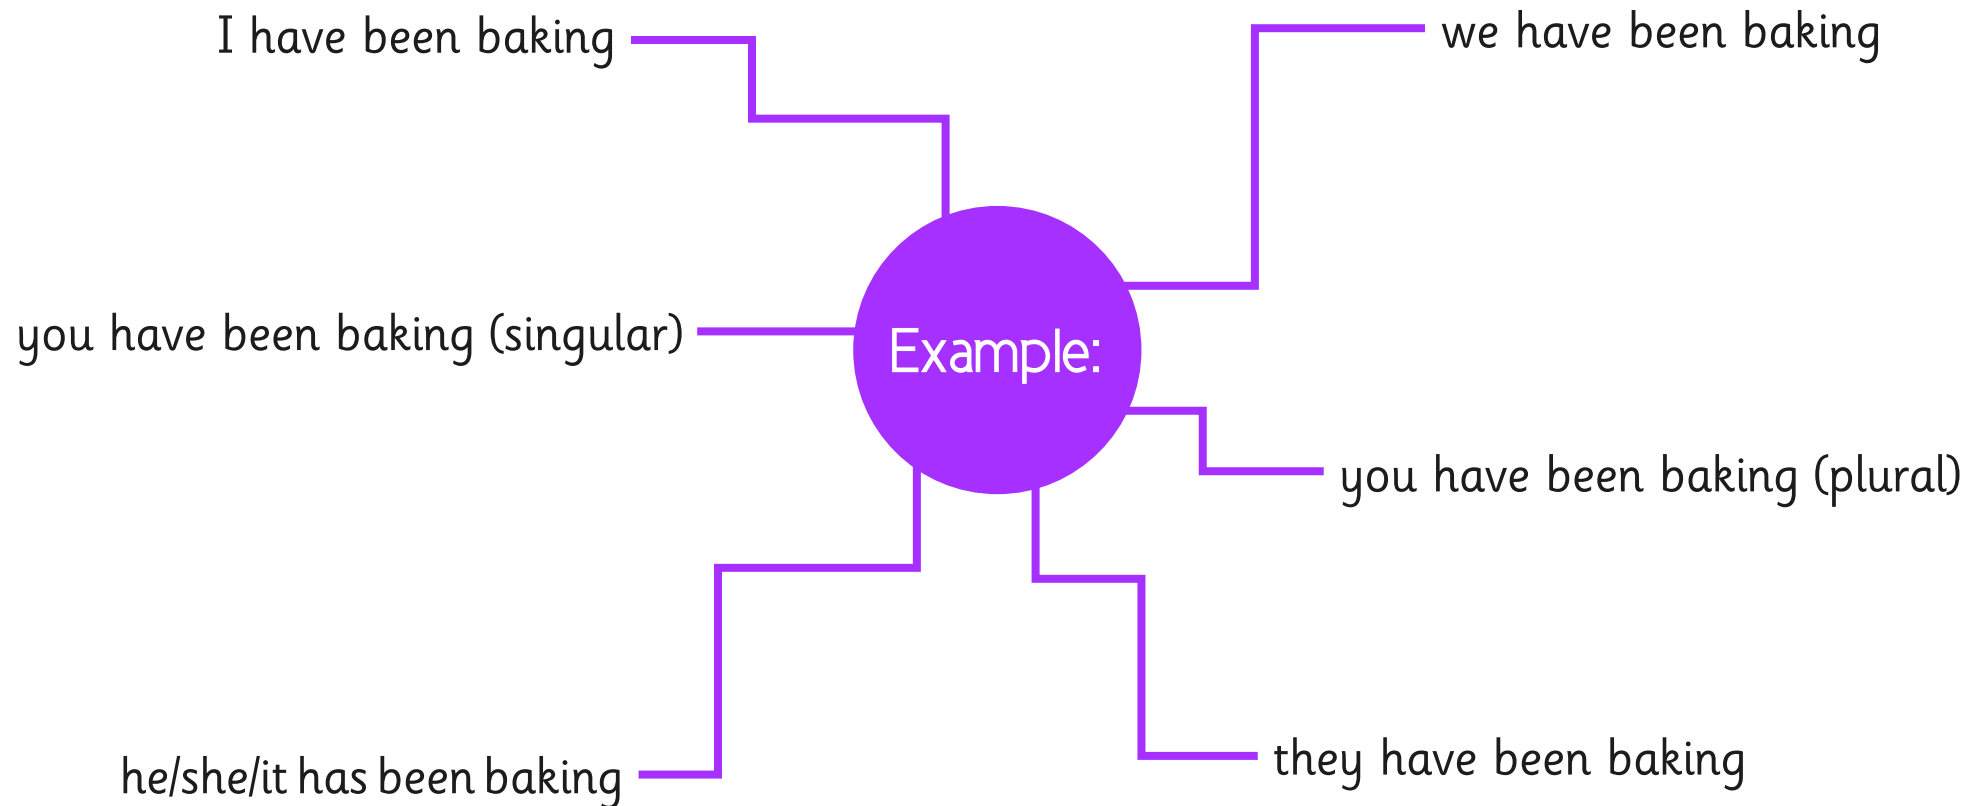 I have been baking
we have been baking
you have been baking (singular)
Example:
you have been baking (plural)
he/she/it has been baking
they have been baking